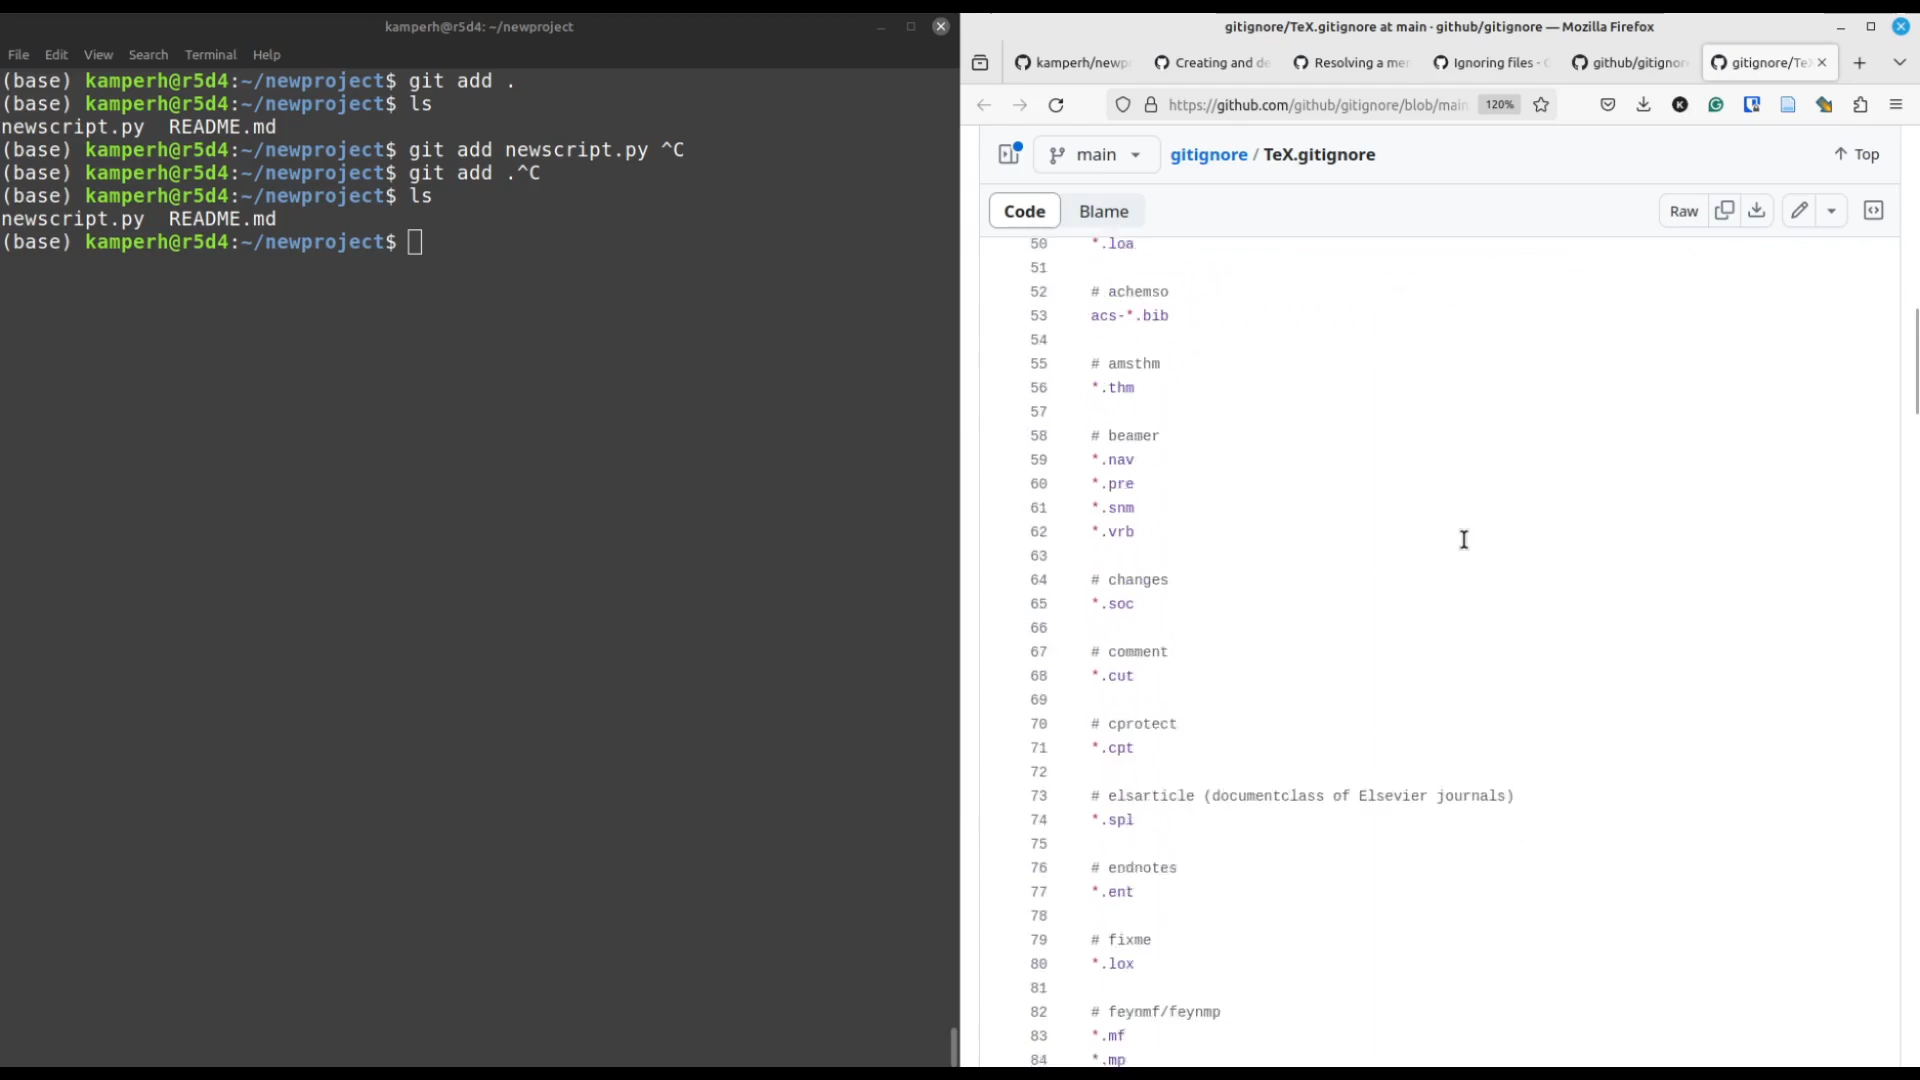 kamperh@r5d4: ~/newproject
File Edit View Search Terminal Help
(base) kamperh@r5d4:~/newproject$ git add .
(base) kamperh@r5d4:~/newproject$ ls
newscript.py README.md
(base) kamperh@r5d4:~/newproject$ git add newscript.py ^C
(base) kamperh@r5d4:~/newproject$ git add .^C
(base) kamperh@r5d4:~/newproject$ ls
newscript.py README.md
(base) kamperh@r5d4:~/newproject$
gitignore/TeX.gitignore at main · github/gitignore — Mozilla Firefox
kamperh/newp Creating and de Resolving a mer Ignoring files - github/gitignor gitignore/Te
https://github.com/github/gitignore/blob/main 120%
main gitignore / TeX.gitignore Top
Code Blame Raw
50 *.loa
51
52 # achemso
53 acs-*.bib
54
55 # amsthm
56 *.thm
57
58 # beamer
59 *.nav
60 *.pre
61 *.snm
62 *.vrb
63
64 # changes
65 *.soc
66
67 # comment
68 *.cut
69
70 # cprotect
71 *.cpt
72
73 # elsarticle (documentclass of Elsevier journals)
74 *.spl
75
76 # endnotes
77 *.ent
78
79 # fixme
80 *.lox
81
82 # feynmf/feynmp
83 *.mf
84 *.mp